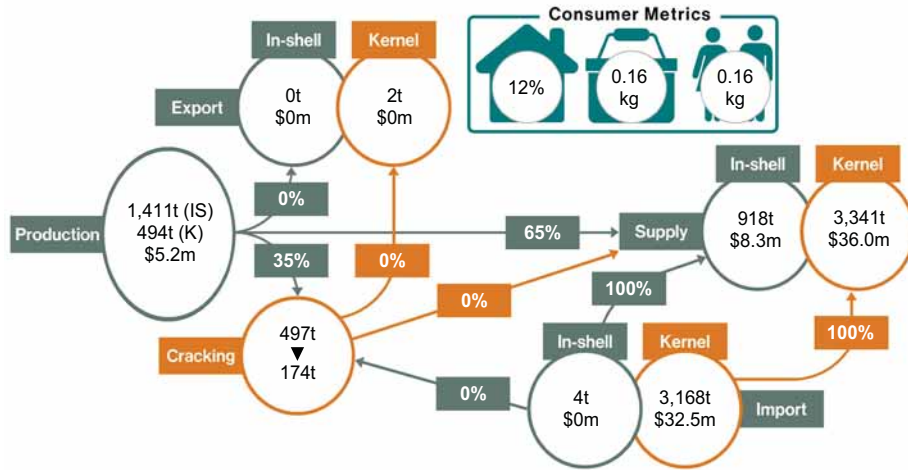 Consumer Metrics
In-shell
Kernel
12%
0.16
kg
0.16
kg
0t
$0m
2t
$0m
Export
In-shell
Kernel
0%
1,411t (IS)
494t (K)
$5.2m
Production
65%
Supply
918t
$8.3m
3,341t
$36.0m
35%
0%
100%
0%
497t
▼
174t
Cracking
In-shell
Kernel
100%
0%
4t
$0m
3,168t
$32.5m
Import